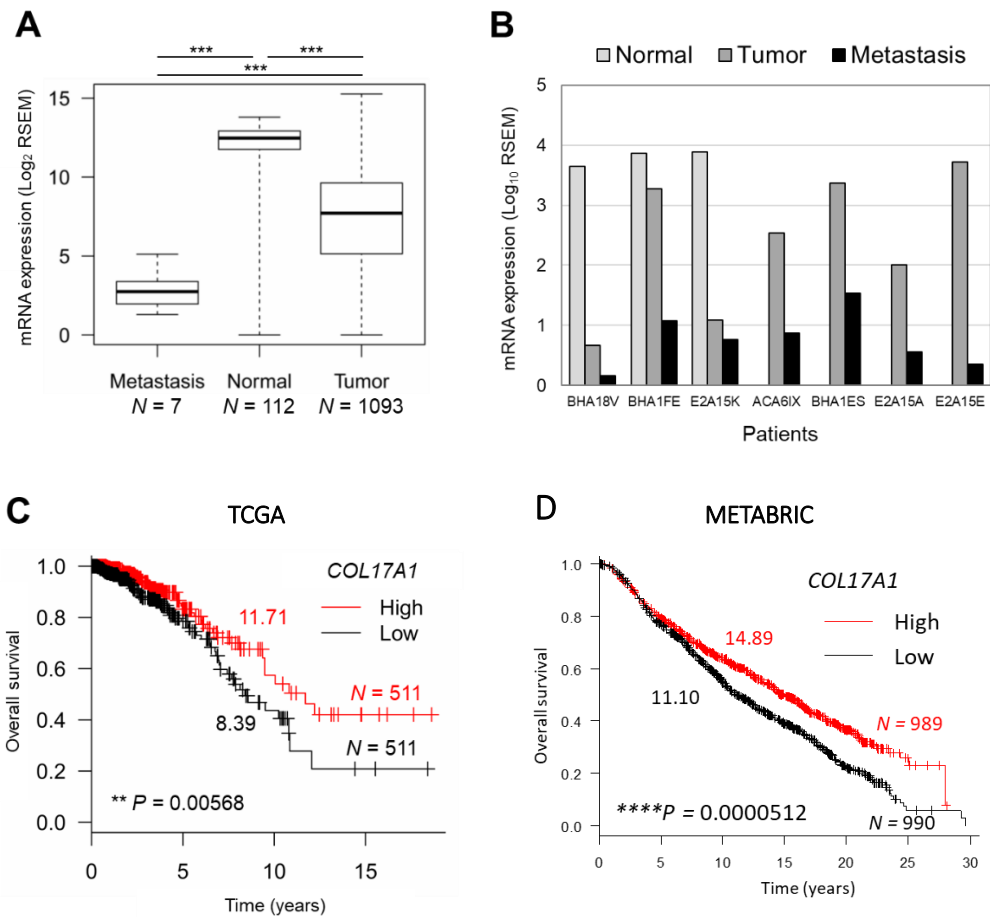 A
***
***
***
mRNA expression (Log₂ RSEM)
15
10
5
0
Metastasis Normal Tumor
N = 7 N = 112 N = 1093
B
Normal Tumor Metastasis
mRNA expression (Log₁₀ RSEM)
5
4
3
2
1
0
BHA18V BHA1FE E2A15K ACA6IX BHA1ES E2A15A E2A15E
Patients
C
TCGA
Overall survival
1.0
0.8
0.6
0.4
0.2
0.0
COL17A1
High
Low
11.71
8.39
N = 511
N = 511
** P = 0.00568
0 5 10 15
Time (years)
D
METABRIC
Overall survival
1.0
0.8
0.6
0.4
0.2
0.0
COL17A1
High
Low
14.89
11.10
N = 989
****P = 0.0000512
N = 990
0 5 10 15 20 25 30
Time (years)